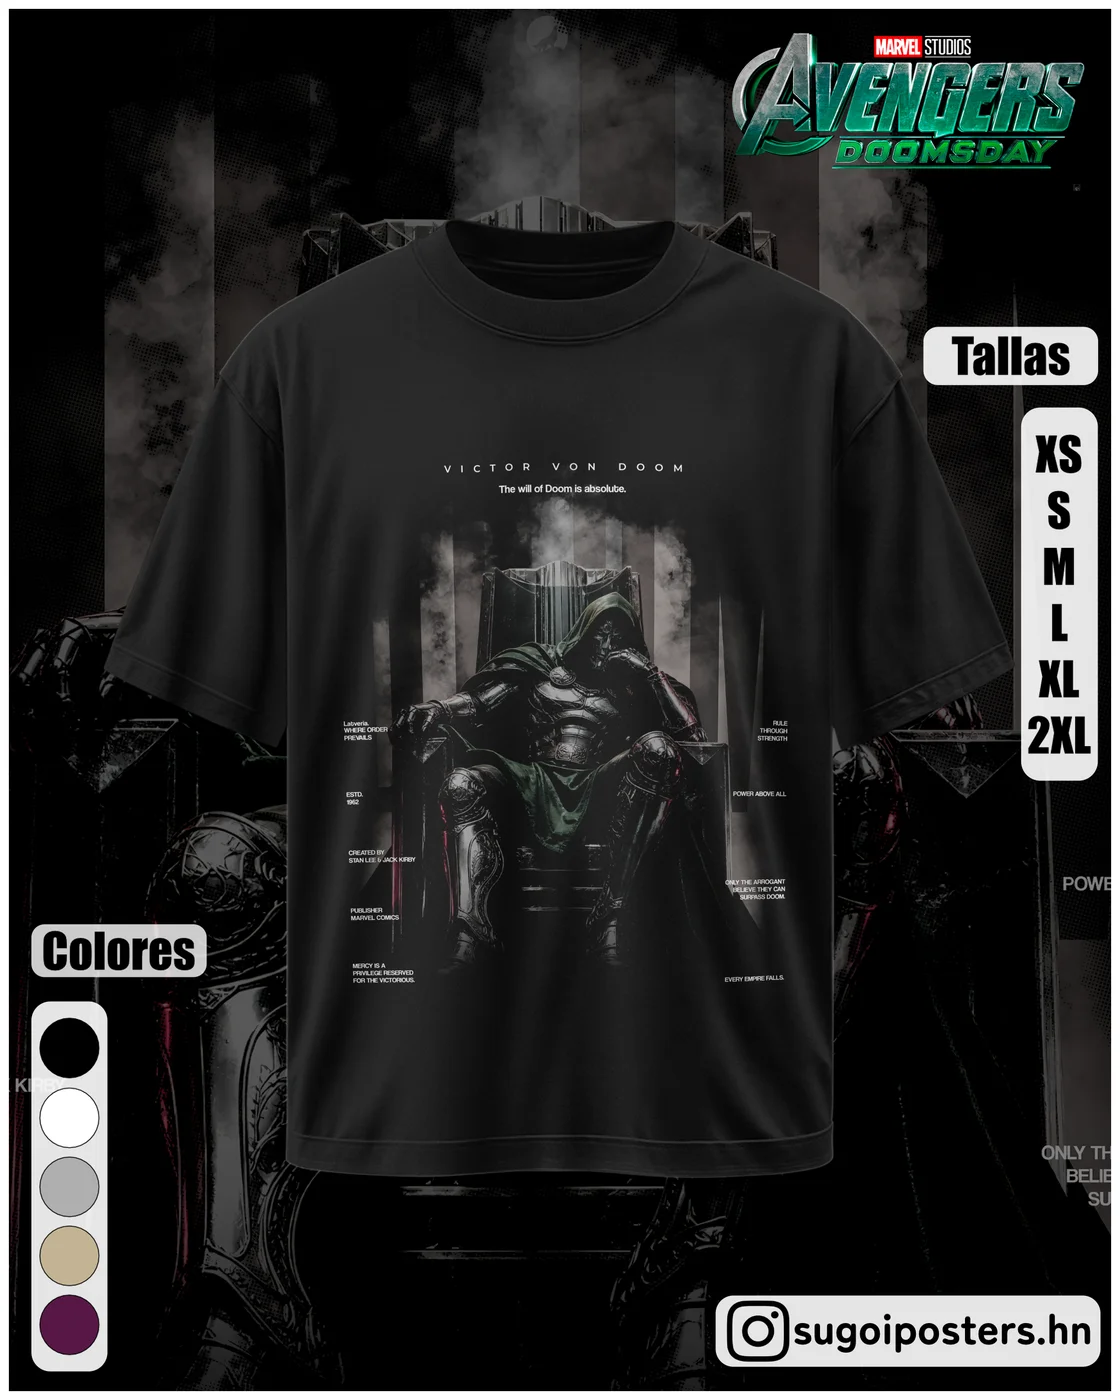 MARVEL STUDIOS
AVENGERS
DOOMSDAY
Tallas
XS
S
M
L
XL
2XL
VICTOR VON DOOM
The will of Doom is absolute.
Latveria.
WHERE ORDER
PREVAILS
ESTD.
1962
CREATED BY
STAN LEE & JACK KIRBY
PUBLISHER
MARVEL COMICS
MERCY IS A
PRIVILEGE RESERVED
FOR THE VICTORIOUS.
RULE
THROUGH
STRENGTH
POWER ABOVE ALL
ONLY THE ARROGANT
BELIEVE THEY CAN
SURPASS DOOM.
EVERY EMPIRE FALLS.
Colores
K KIRBY
POWE
ONLY TH
BELIE
SU
sugoiposters.hn